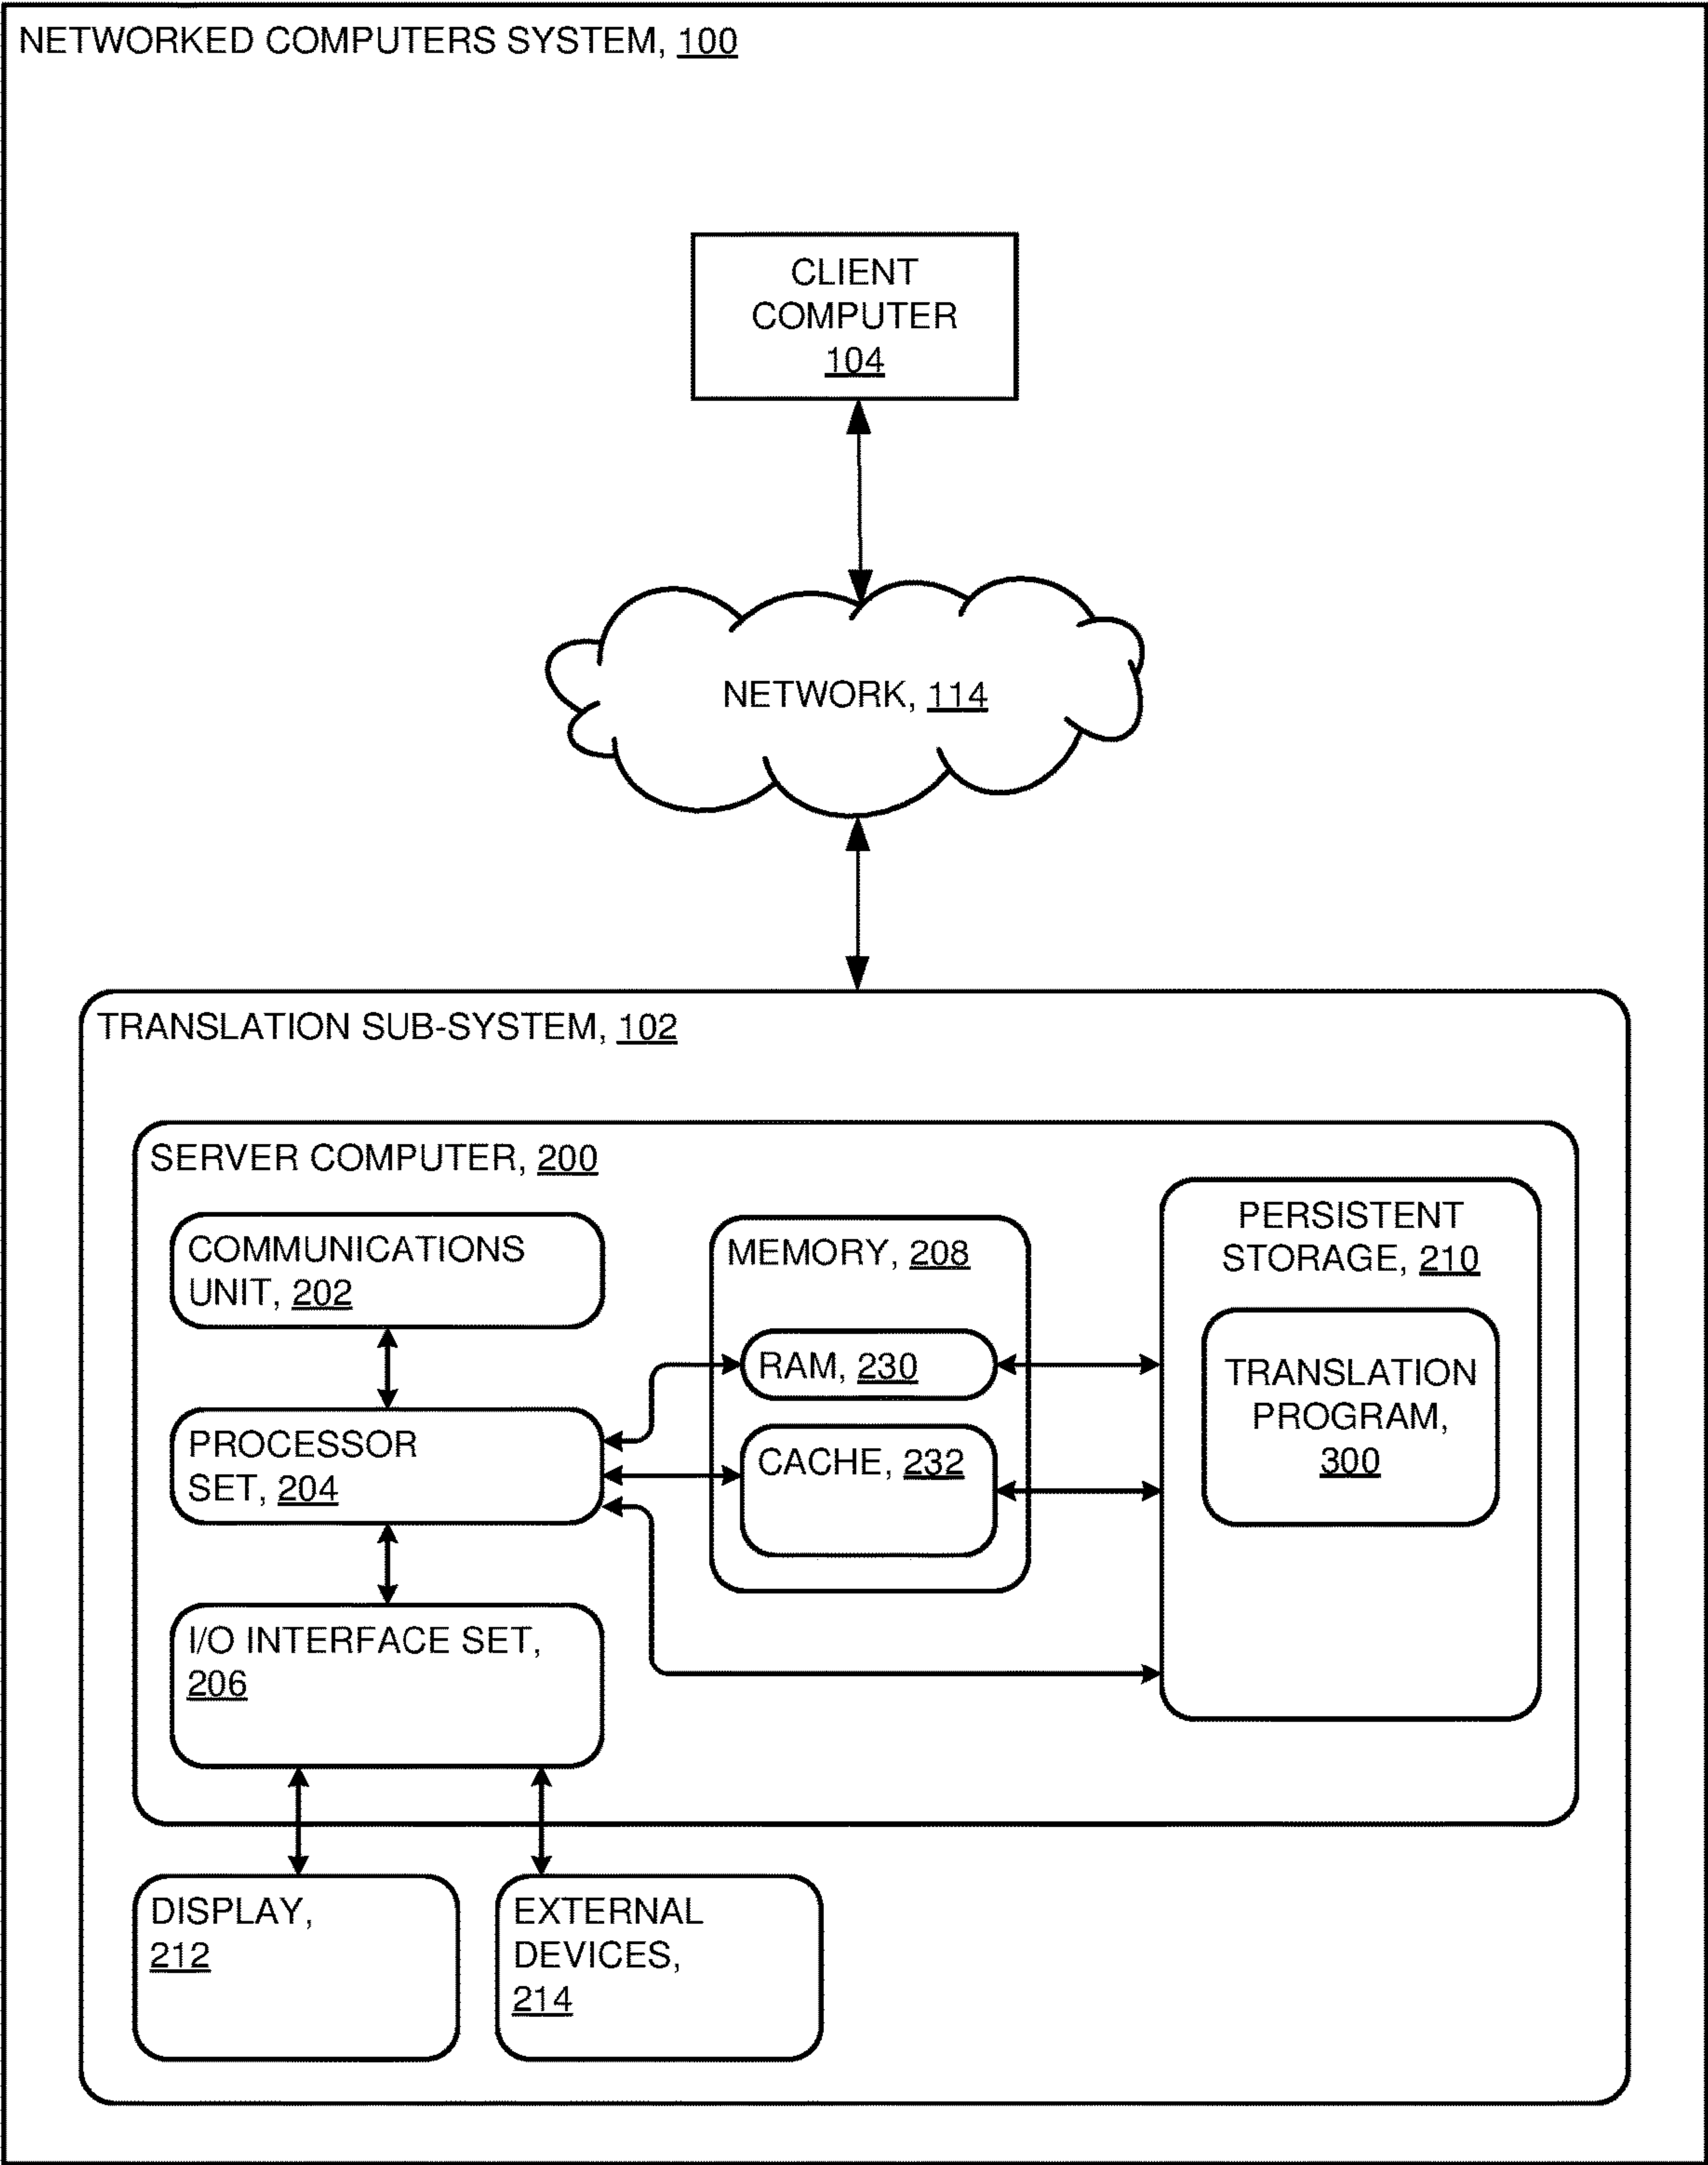 NETWORKED COMPUTERS SYSTEM, 100
CLIENT
COMPUTER
104
NETWORK, 114
TRANSLATION SUB-SYSTEM, 102
SERVER COMPUTER, 200
COMMUNICATIONS
UNIT, 202
PROCESSOR
SET, 204
I/O INTERFACE SET,
206
MEMORY, 208
RAM, 230
CACHE, 232
PERSISTENT
STORAGE, 210
TRANSLATION
PROGRAM,
300
DISPLAY,
212
EXTERNAL
DEVICES,
214